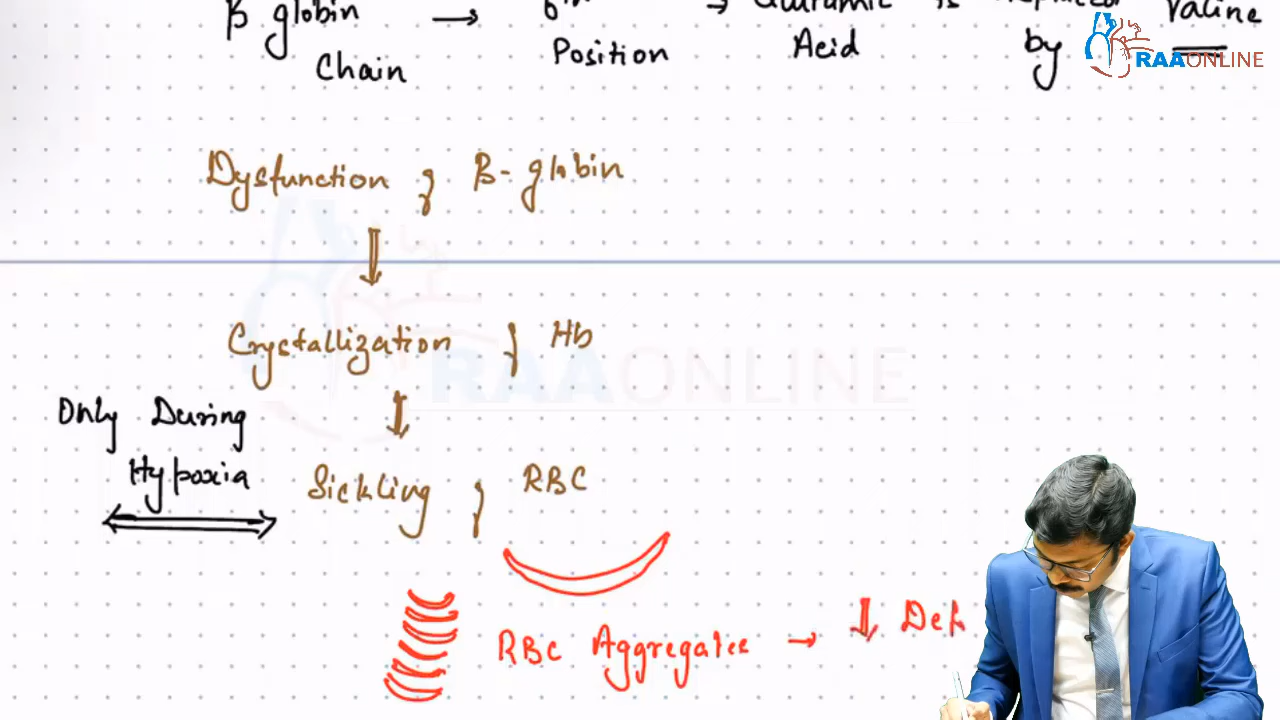 β globin → Position → Acid by Valine
Chain
RAAONLINE
Dysfunction of β-globin
Crystallization of Hb
RAAONLINE
Only During
Hypoxia
Sickling of RBC
RBC Aggregates → ↓ Def